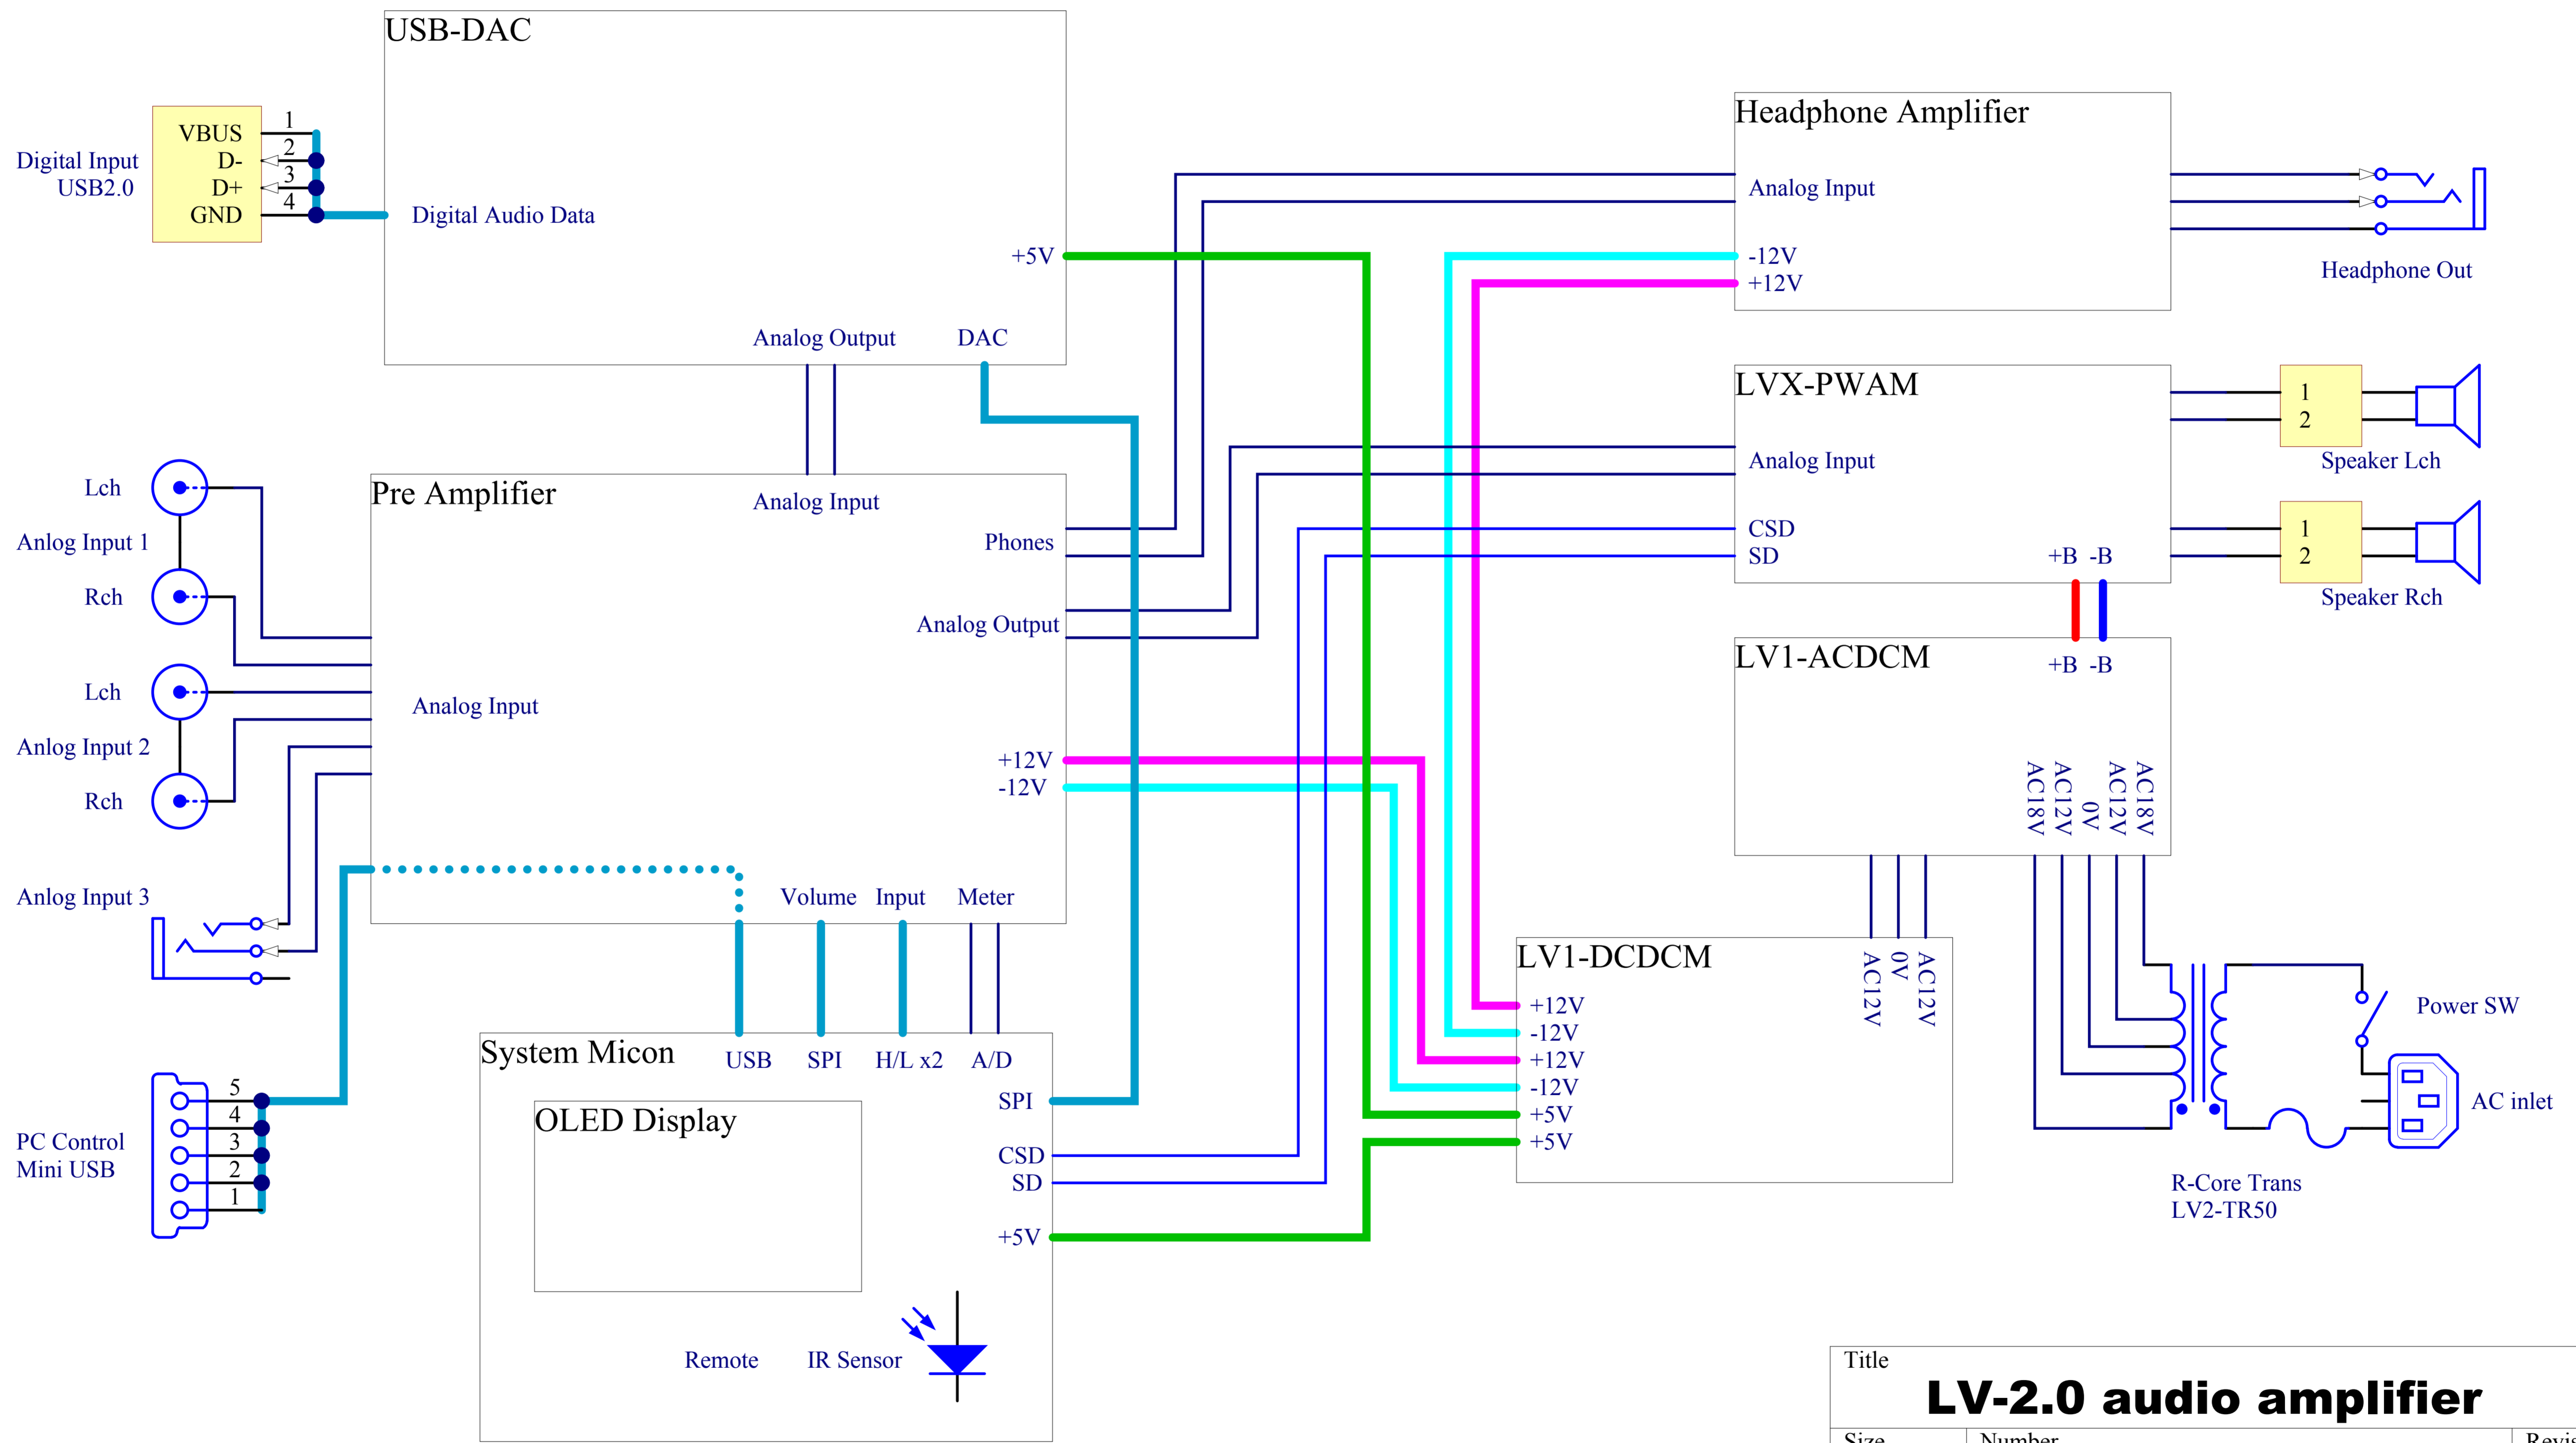 USB-DAC
VBUS 1
D- 2
D+ 3
GND 4
Digital Input
USB2.0
Digital Audio Data
+5V
Analog Output
DAC
Headphone Amplifier
Analog Input
-12V
+12V
Headphone Out
LVX-PWAM
Analog Input
CSD
SD
+B -B
1
2
Speaker Lch
1
2
Speaker Rch
Pre Amplifier
Analog Input
Phones
Analog Output
Analog Input
+12V
-12V
Volume
Input
Meter
Lch
Anlog Input 1
Rch
Lch
Anlog Input 2
Rch
Anlog Input 3
LV1-ACDCM
+B -B
AC18V
AC12V
0V
AC12V
AC18V
LV1-DCDCM
AC12V
0V
AC12V
+12V
-12V
+12V
-12V
+5V
+5V
Power SW
AC inlet
R-Core Trans
LV2-TR50
System Micon
USB
SPI
H/L x2
A/D
OLED Display
SPI
CSD
SD
+5V
Remote
IR Sensor
5
4
3
2
1
PC Control
Mini USB
Title
LV-2.0 audio amplifier
Size
Number
Revis